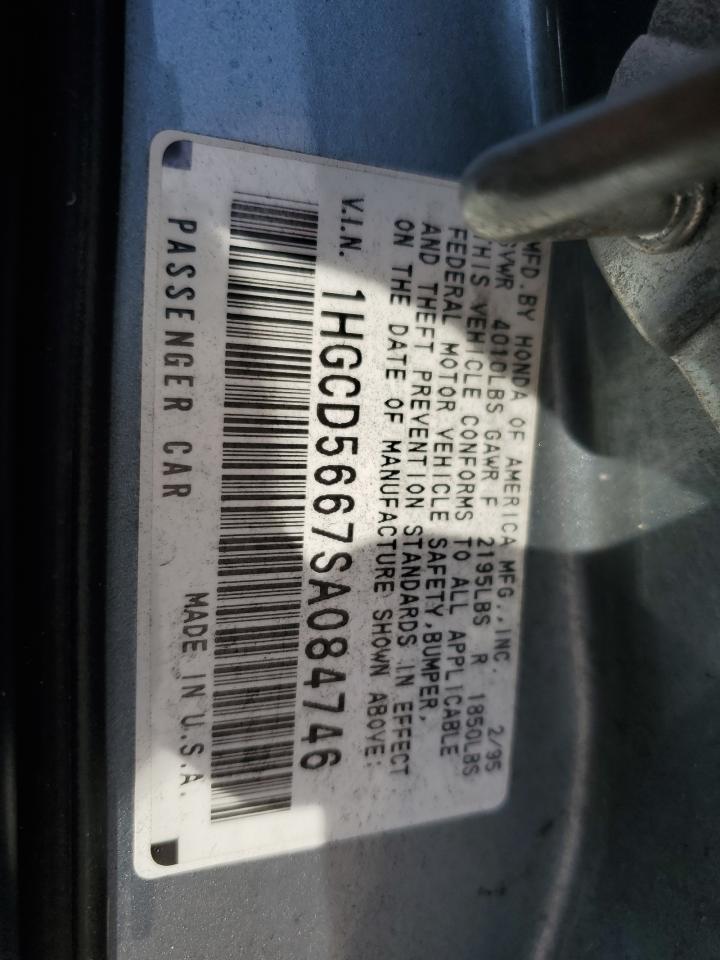 MFD. BY HONDA OF AMERICA MFG., INC. 2/95
GVWR 4010LBS GAWR F 2195LBS R 1850LBS
THIS VEHICLE CONFORMS TO ALL APPLICABLE
FEDERAL MOTOR VEHICLE SAFETY, BUMPER,
AND THEFT PREVENTION STANDARDS IN EFFECT
ON THE DATE OF MANUFACTURE SHOWN ABOVE:
V.I.N. 1HGCD5667SA084746
PASSENGER CAR MADE IN U.S.A.